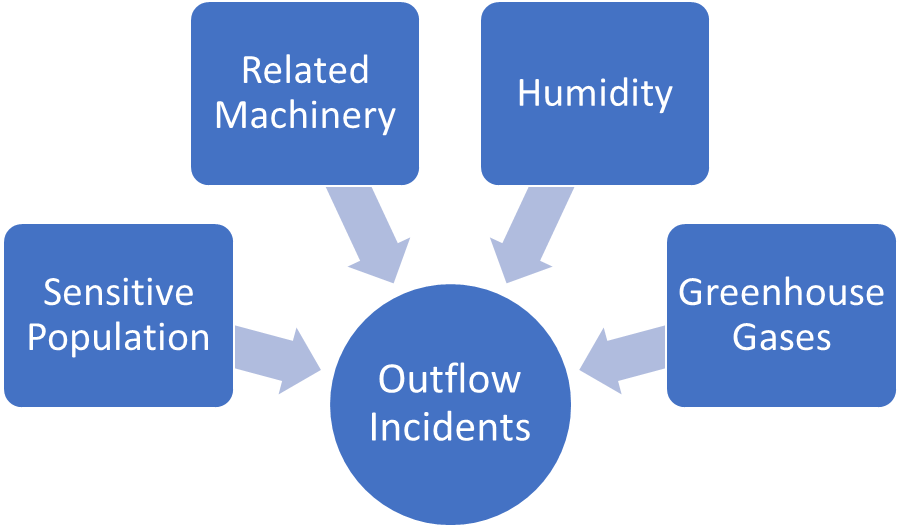 Related
Machinery
Humidity
Sensitive
Population
Greenhouse
Gases
Outflow
Incidents